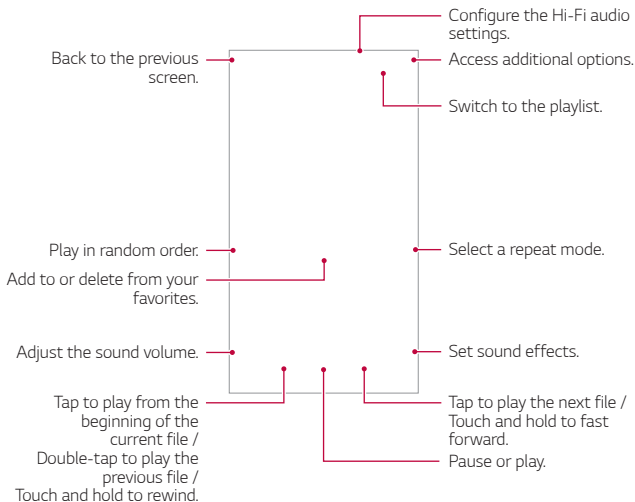 Configure the Hi-Fi audio
settings.
Back to the previous
screen.
Access additional options.
Switch to the playlist.
Play in random order.
Select a repeat mode.
Add to or delete from your
favorites.
Adjust the sound volume.
Set sound effects.
Tap to play from the
beginning of the
current file /
Double-tap to play the
previous file /
Touch and hold to rewind.
Tap to play the next file /
Touch and hold to fast
forward.
Pause or play.